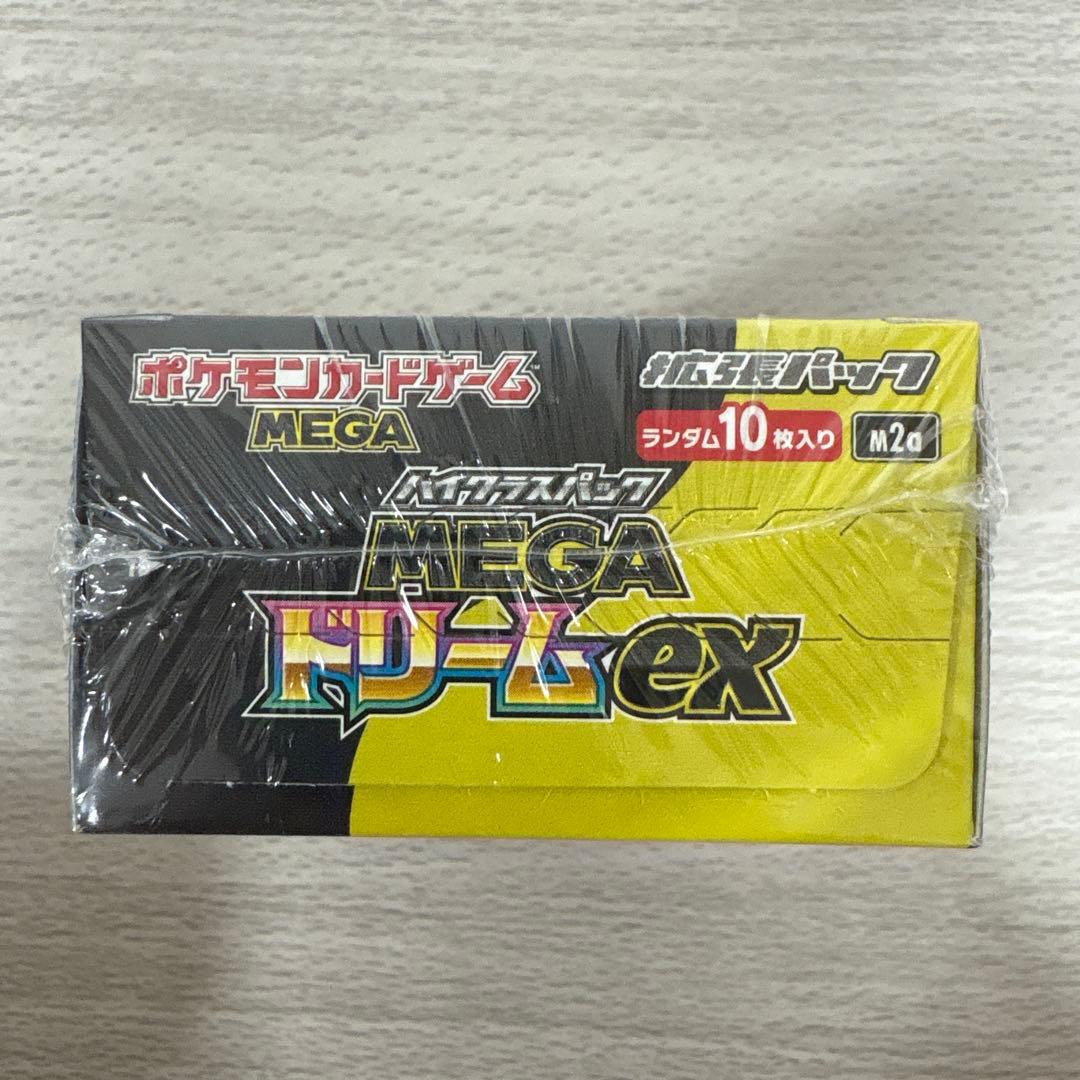 ポケモンカードゲーム™
MEGA
拡張パック
ランダム10枚入り
M2a
ハイクラスパック
MEGA
ドリームex